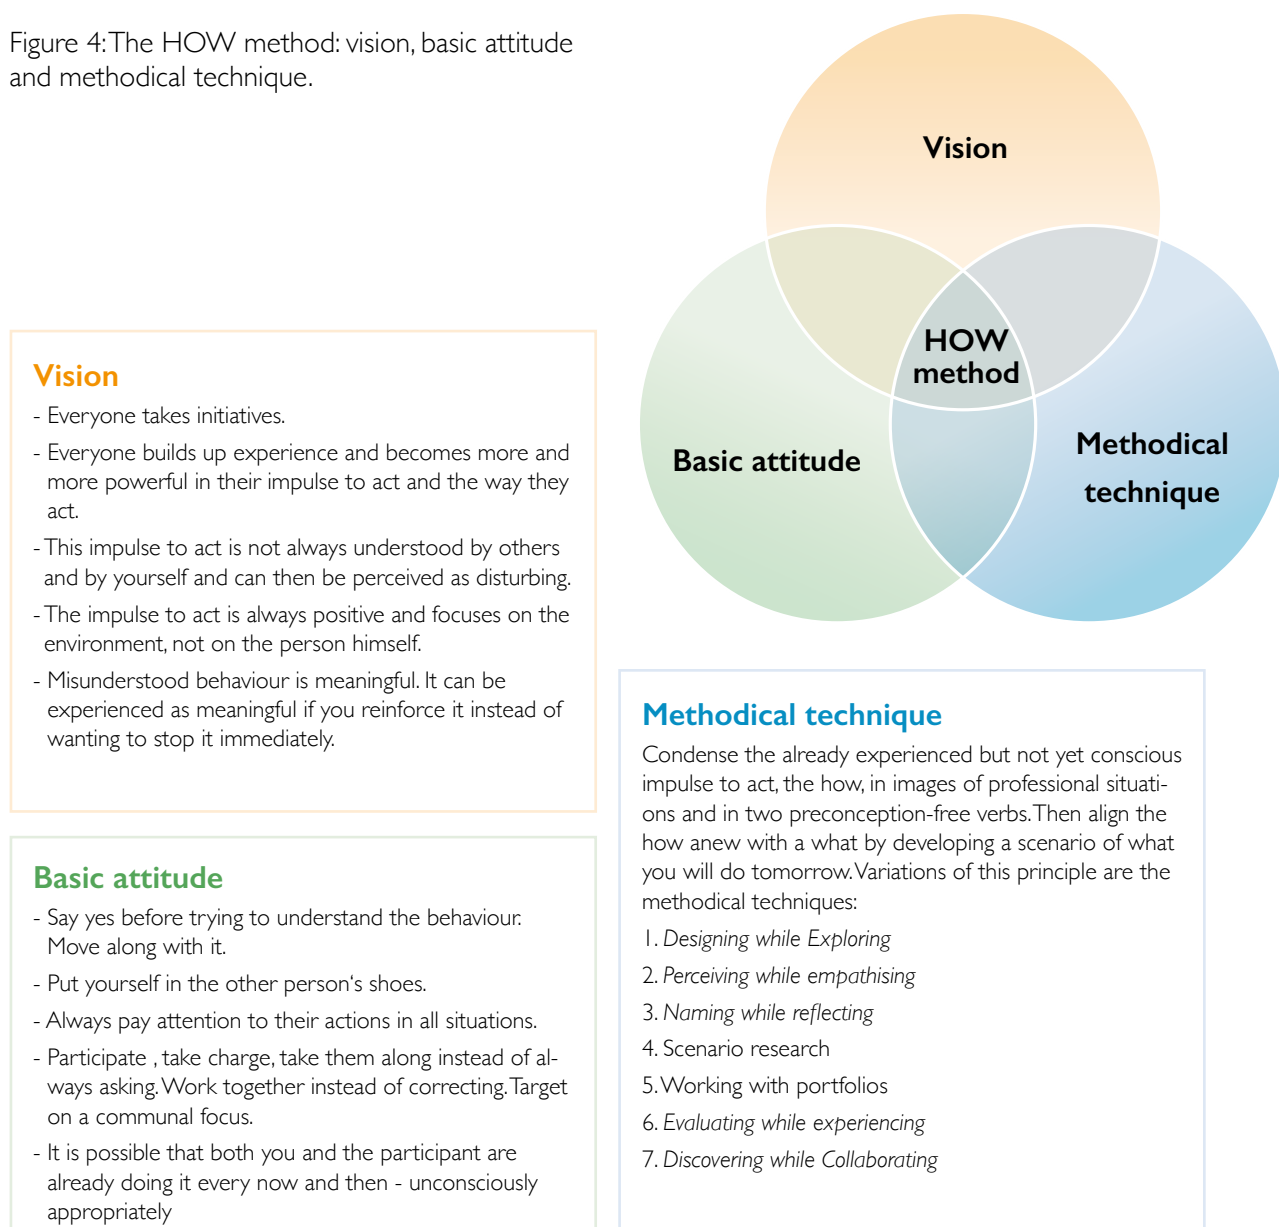 Figure 4: The HOW method: vision, basic attitude
and methodical technique.
Vision
HOW
method
Basic attitude
Methodical
technique
Vision
- Everyone takes initiatives.
- Everyone builds up experience and becomes more and
more powerful in their impulse to act and the way they
act.
- This impulse to act is not always understood by others
and by yourself and can then be perceived as disturbing.
- The impulse to act is always positive and focuses on the
environment, not on the person himself.
- Misunderstood behaviour is meaningful. It can be
experienced as meaningful if you reinforce it instead of
wanting to stop it immediately.
Basic attitude
- Say yes before trying to understand the behaviour.
Move along with it.
- Put yourself in the other person‘s shoes.
- Always pay attention to their actions in all situations.
- Participate , take charge, take them along instead of al-
ways asking. Work together instead of correcting. Target
on a communal focus.
- It is possible that both you and the participant are
already doing it every now and then - unconsciously
appropriately
Methodical technique
Condense the already experienced but not yet conscious
impulse to act, the how, in images of professional situati-
ons and in two preconception-free verbs. Then align the
how anew with a what by developing a scenario of what
you will do tomorrow. Variations of this principle are the
methodical techniques:
1. Designing while Exploring
2. Perceiving while empathising
3. Naming while reflecting
4. Scenario research
5. Working with portfolios
6. Evaluating while experiencing
7. Discovering while Collaborating